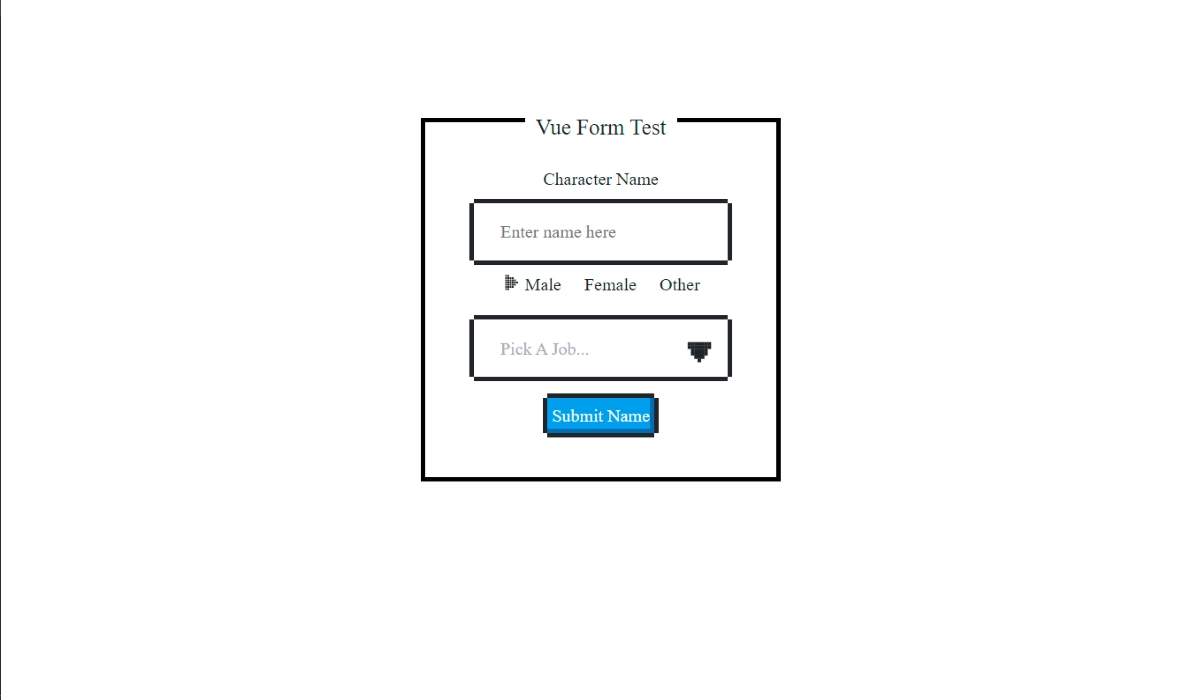 Vue Form Test
Character Name
Enter name here
Male Female Other
Pick A Job...
Submit Name